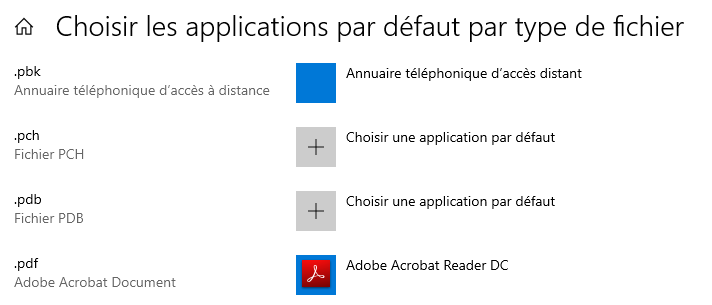 Choisir les applications par défaut par type de fichier
.pbk
Annuaire téléphonique d'accès à distance
Annuaire téléphonique d'accès distant
.pch
Fichier PCH
Choisir une application par défaut
.pdb
Fichier PDB
Choisir une application par défaut
.pdf
Adobe Acrobat Document
Adobe Acrobat Reader DC